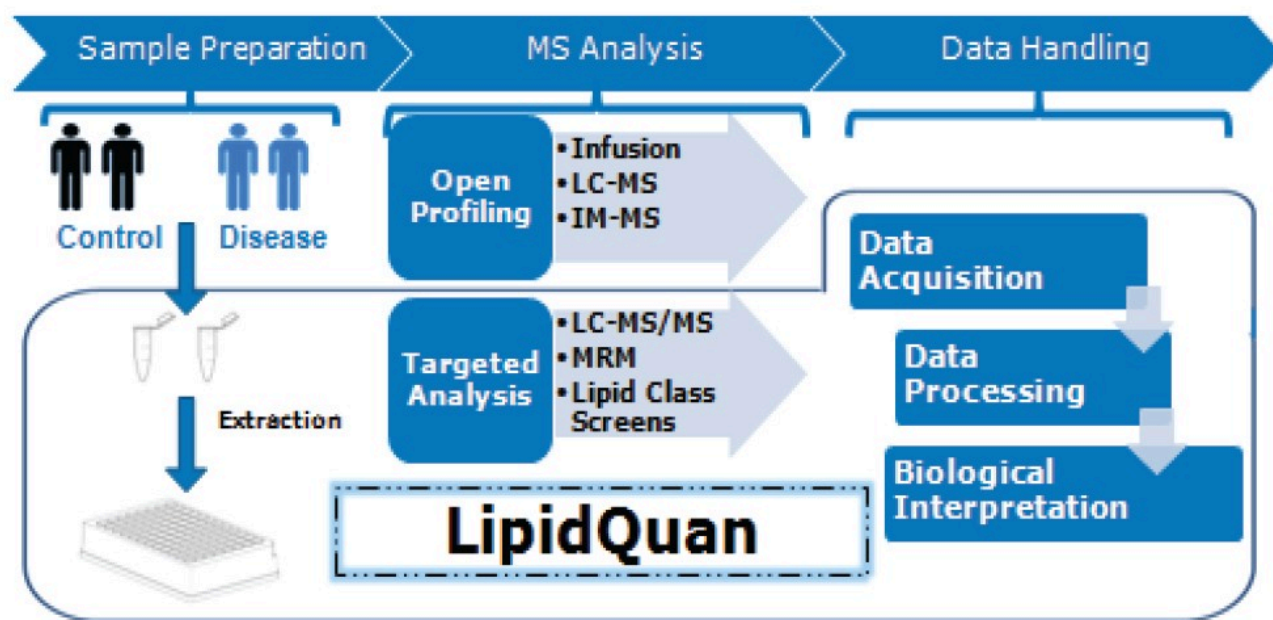 Sample Preparation
MS Analysis
Data Handling
Control
Disease
Extraction
Open
Profiling
•Infusion
•LC-MS
•IM-MS
Targeted
Analysis
•LC-MS/MS
•MRM
•Lipid Class
Screens
LipidQuan
Data
Acquisition
Data
Processing
Biological
Interpretation